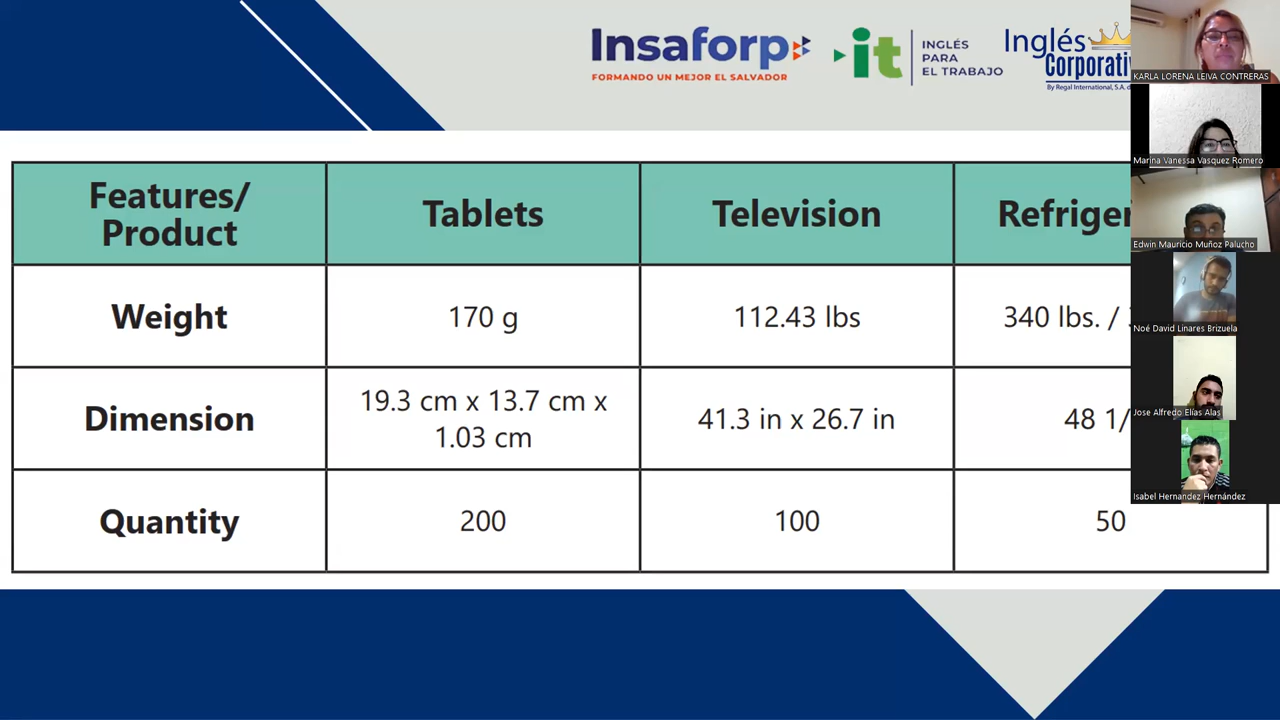 Insaforp
FORMANDO UN MEJOR EL SALVADOR
it
INGLÉS
PARA
EL TRABAJO
Inglés
By Regal International, S.A.
KARLA LORENA LEIVA CONTRERAS
Marina Vanessa Vasquez Romero
Edwin Mauricio Muñoz Palucho
Noé David Linares Brizuela
Jose Alfredo Elías Alas
Isabel Hernandez Hernández
Features/ Tablets Television
Product
Weight 170 g 112.43 lbs 340 lbs. /
Dimension 19.3 cm x 13.7 cm x 41.3 in x 26.7 in 48
1.03 cm
Quantity 200 100 50